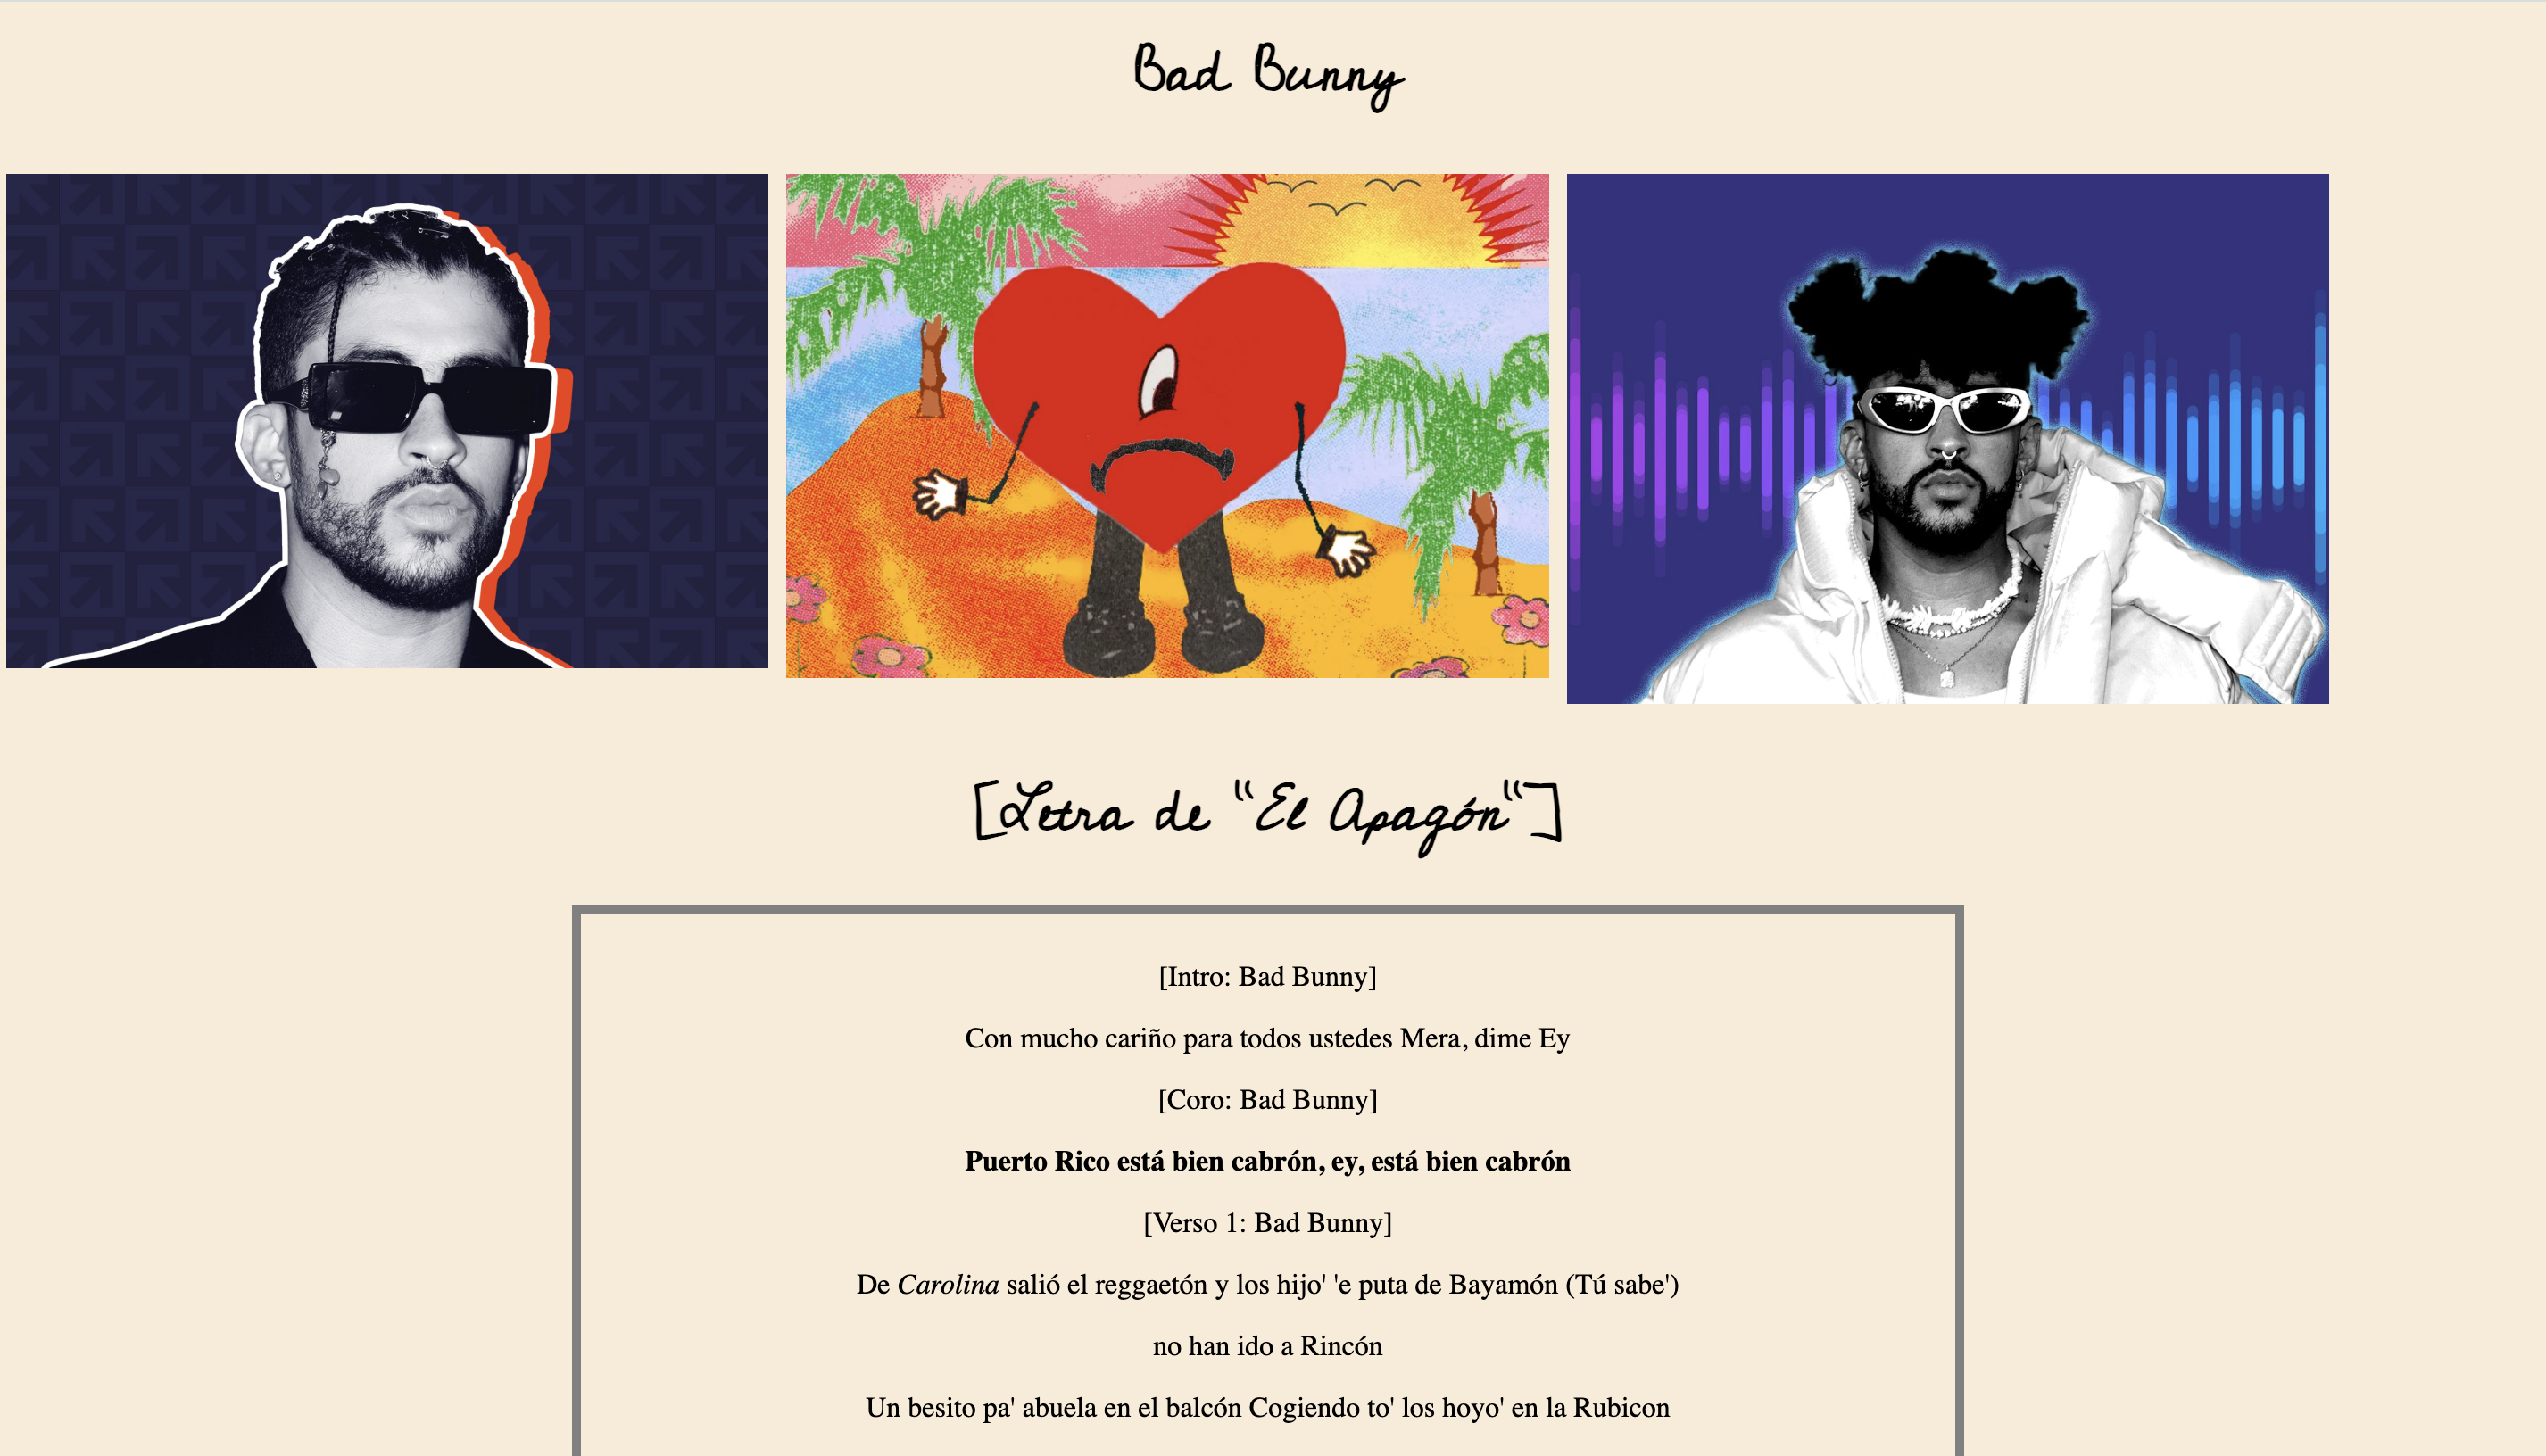 Bad Bunny
[Letra de "El Apagón"]
[Intro: Bad Bunny]
Con mucho cariño para todos ustedes Mera, dime Ey
[Coro: Bad Bunny]
Puerto Rico está bien cabrón, ey, está bien cabrón
[Verso 1: Bad Bunny]
De Carolina salió el reggaetón y los hijo' 'e puta de Bayamón (Tú sabe')
no han ido a Rincón
Un besito pa' abuela en el balcón Cogiendo to' los hoyo' en la Rubicon